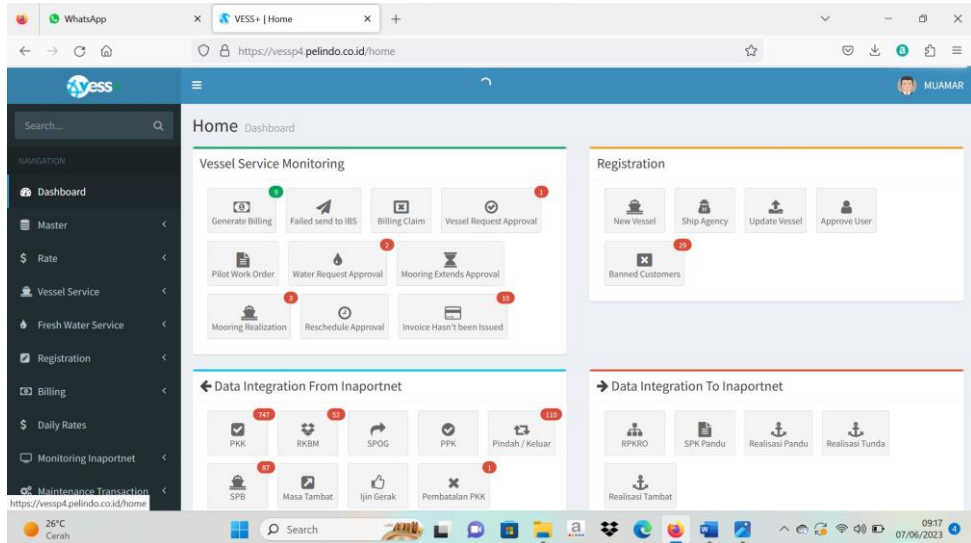 WhatsApp
VESS+ | Home
https://vessp4.pelindo.co.id/home
vess
MUAMAR
Search...
Home Dashboard
NAVIGATION
Dashboard
Master
Rate
Vessel Service
Fresh Water Service
Registration
Billing
Daily Rates
Monitoring Inaportnet
Maintenance Transaction
https://vessp4.pelindo.co.id/home
Vessel Service Monitoring
9
1
Generate Billing
Failed send to IBS
Billing Claim
Vessel Request Approval
2
Pilot Work Order
Water Request Approval
Mooring Extends Approval
3
10
Mooring Realization
Reschedule Approval
Invoice Hasn't been Issued
Registration
New Vessel
Ship Agency
Update Vessel
Approve User
29
Banned Customers
Data Integration From Inaportnet
747
52
110
PKK
RKBM
SPOG
PPK
Pindah / Keluar
87
1
SPB
Masa Tambat
Ijin Gerak
Pembatalan PKK
Data Integration To Inaportnet
RPKRO
SPK Pandu
Realisasi Pandu
Realisasi Tunda
Realisasi Tambat
26°C
Cerah
Search
09:17
07/06/2023
4